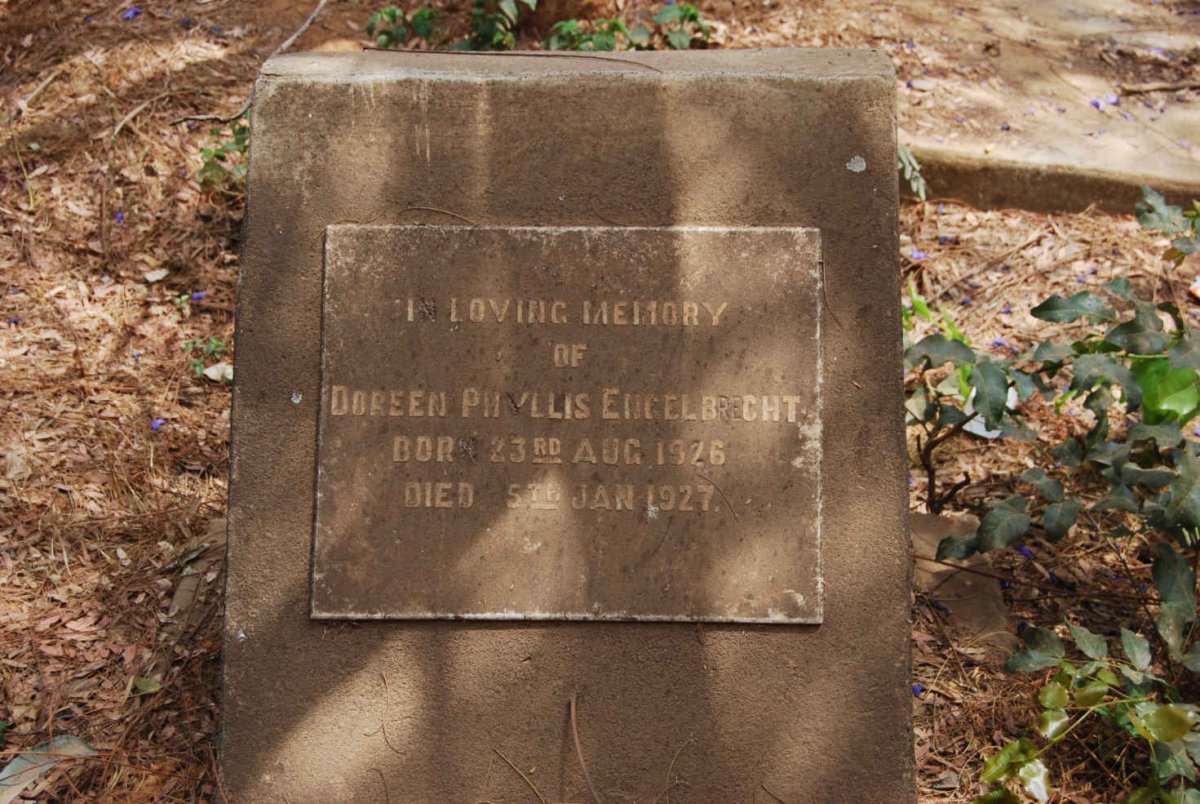 IN LOVING MEMORY
OF
DOREEN PHYLLIS ENGELBRECHT
BORN 23RD AUG 1926
DIED 5TH JAN 1927.